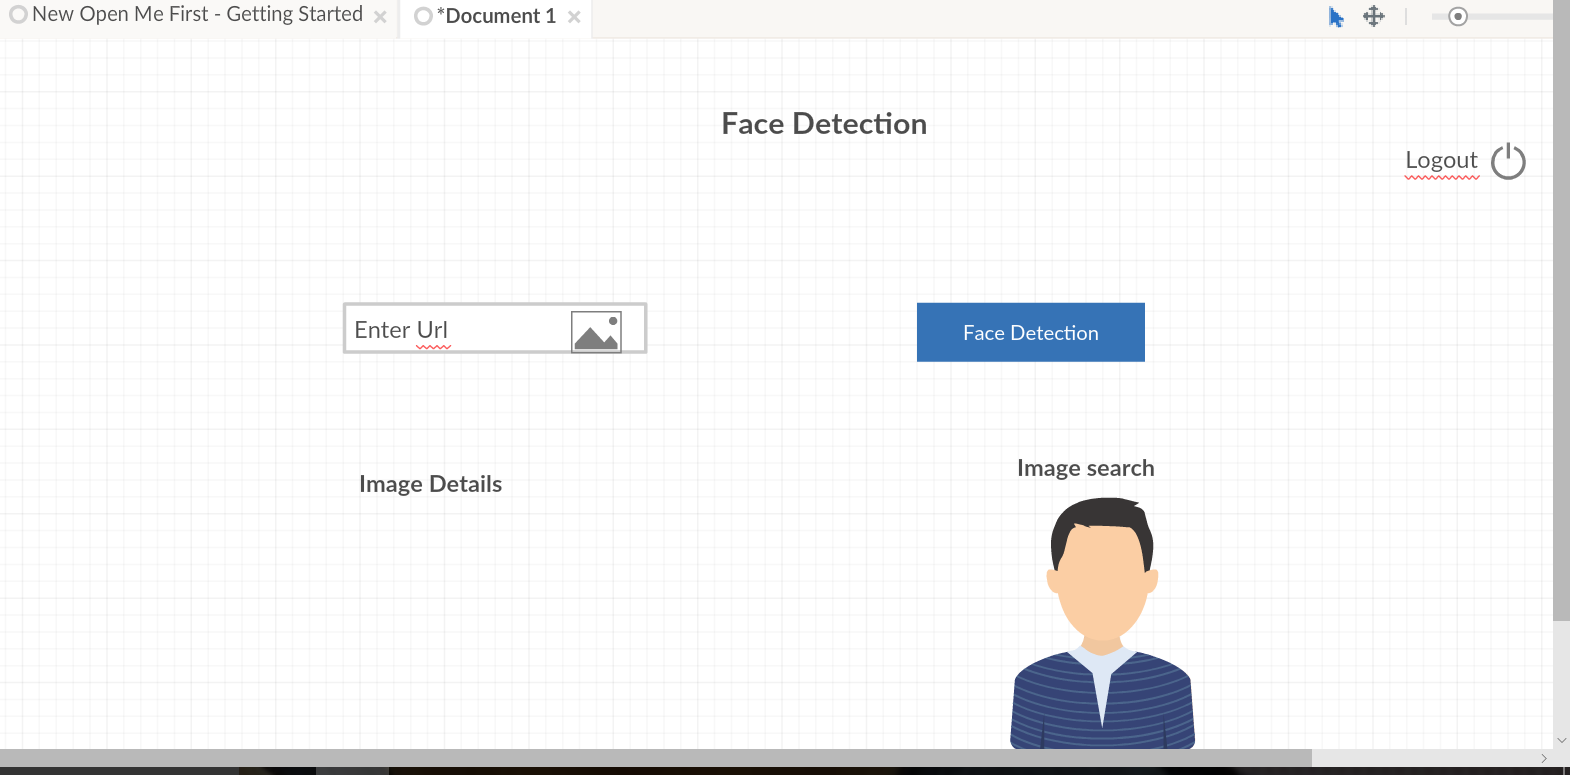 New Open Me First - Getting Started
*Document 1
Face Detection
Logout
Enter Url
Face Detection
Image Details
Image search